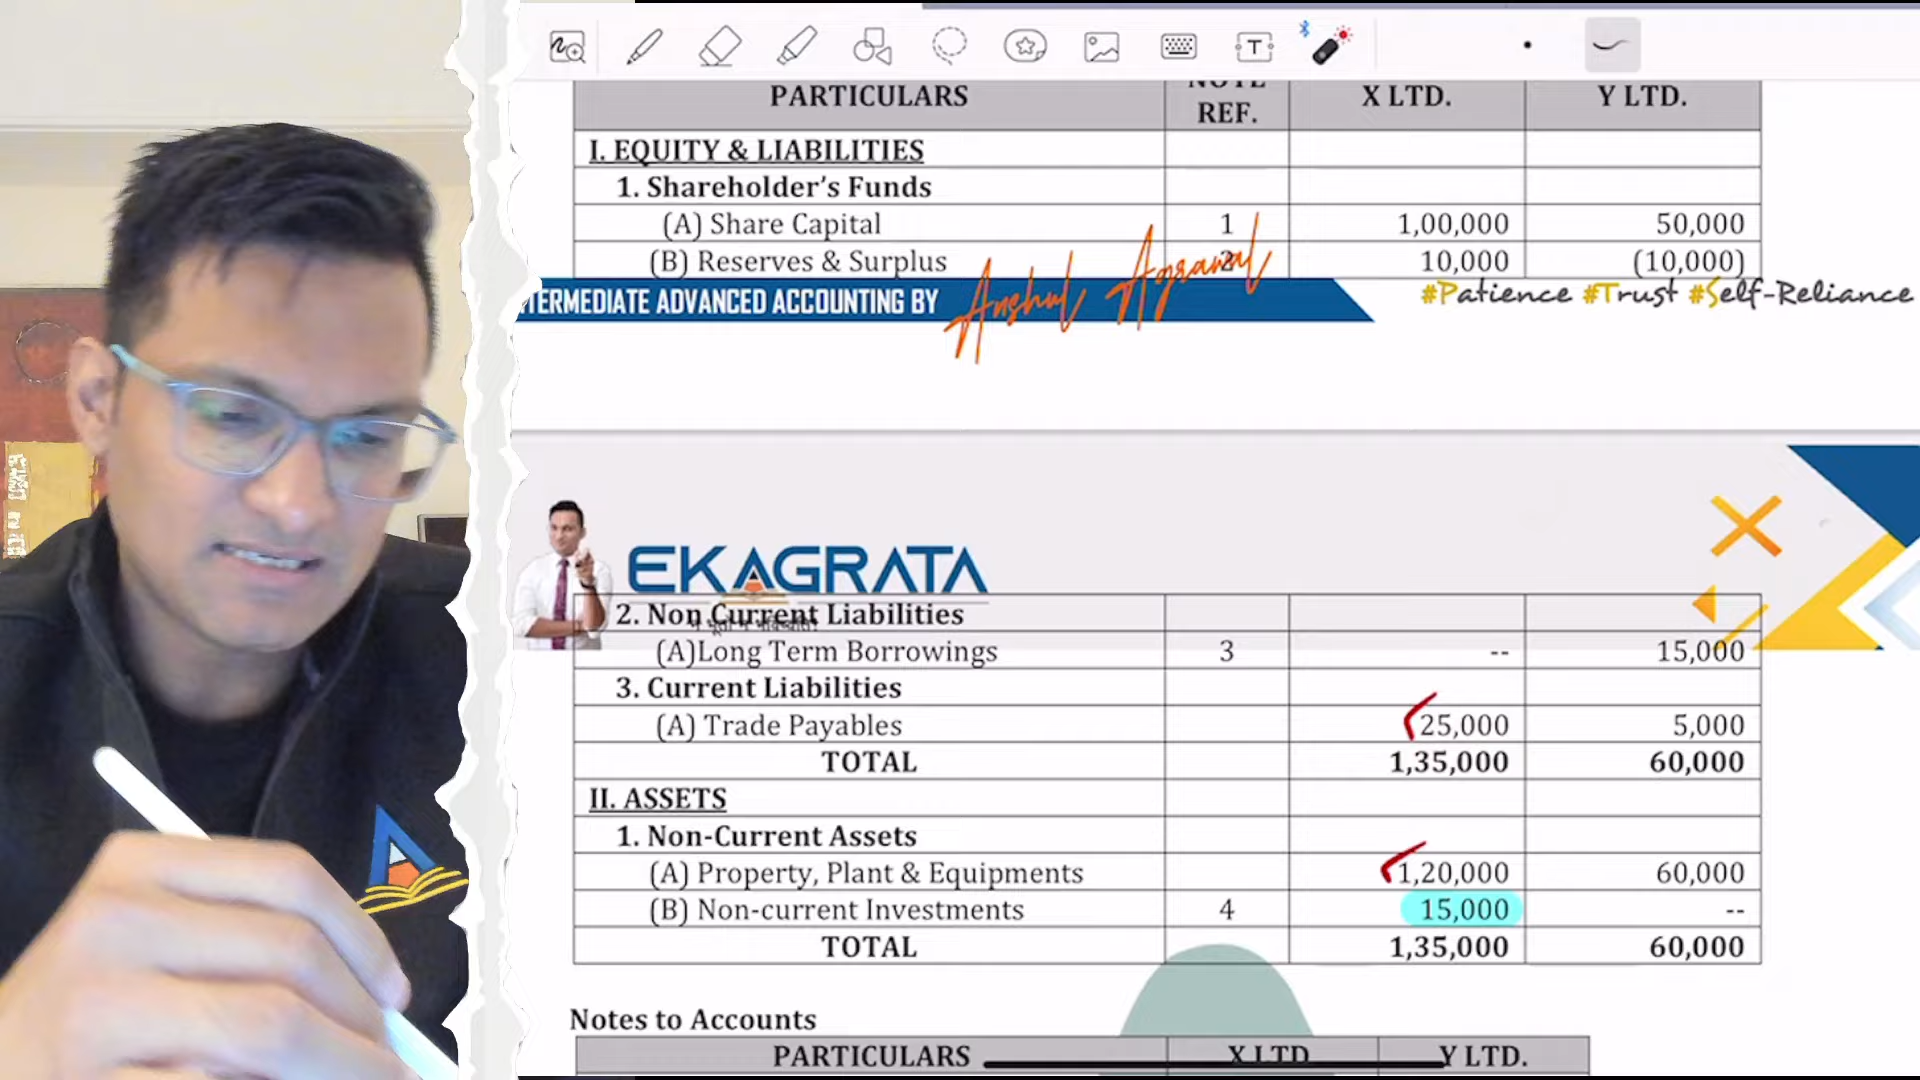 PARTICULARS NOTE REF. X LTD. Y LTD.
I. EQUITY & LIABILITIES
1. Shareholder’s Funds
(A) Share Capital 1 1,00,000 50,000
(B) Reserves & Surplus 2 10,000 (10,000)
TERMEDIATE ADVANCED ACCOUNTING BY Anshul Agrawal
#Patience #Trust #Self-Reliance
EKAGRATA
2. Non Current Liabilities
(A)Long Term Borrowings 3 -- 15,000
3. Current Liabilities
(A) Trade Payables 25,000 5,000
TOTAL 1,35,000 60,000
II. ASSETS
1. Non-Current Assets
(A) Property, Plant & Equipments 1,20,000 60,000
(B) Non-current Investments 4 15,000 --
TOTAL 1,35,000 60,000
Notes to Accounts
PARTICULARS X LTD Y LTD.